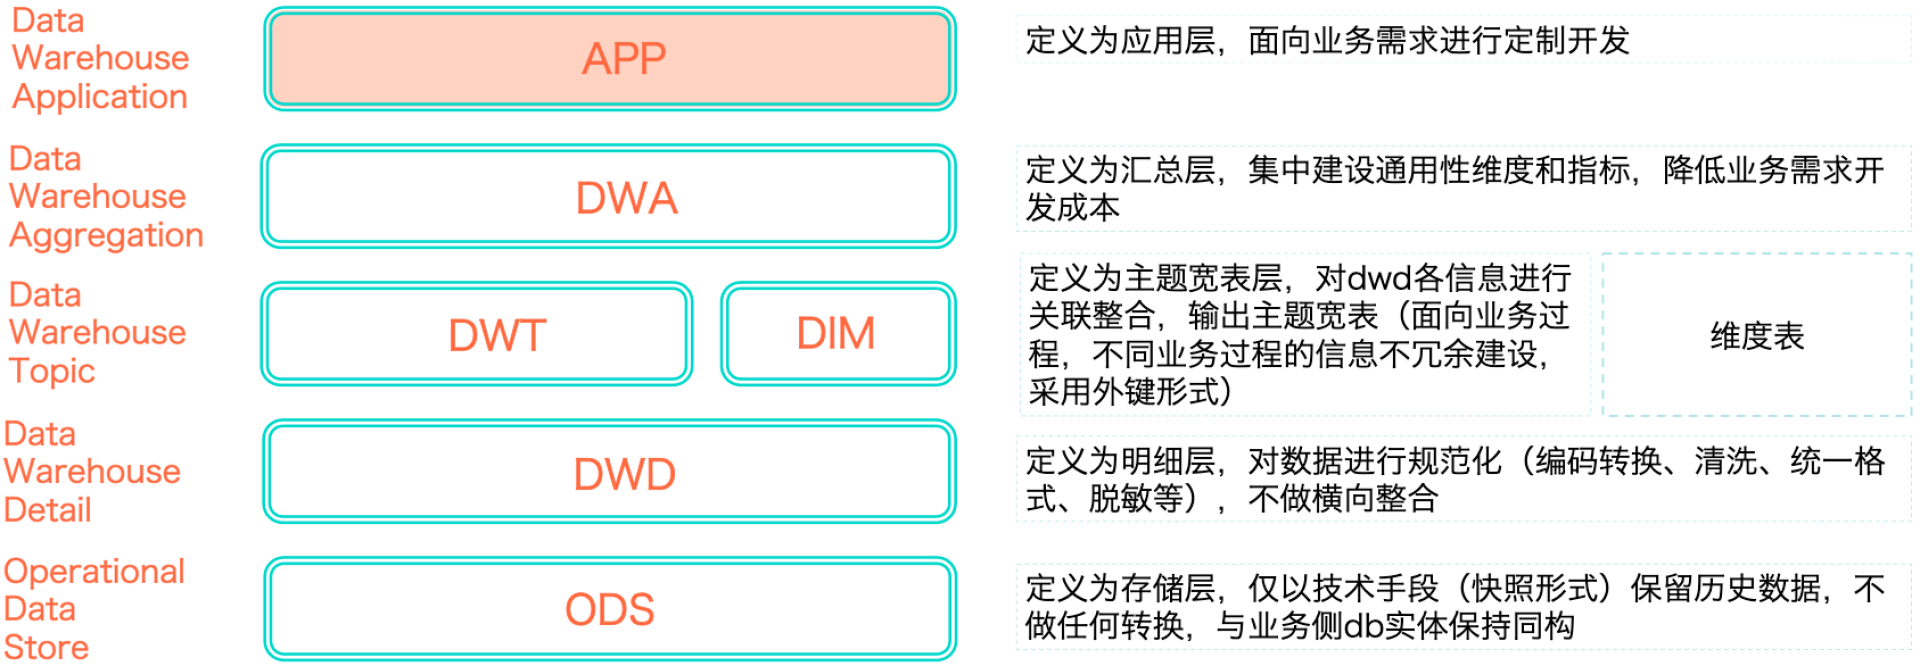 Data
Warehouse
Application
APP
定义为应用层，面向业务需求进行定制开发
Data
Warehouse
Aggregation
DWA
定义为汇总层，集中建设通用性维度和指标，降低业务需求开
发成本
Data
Warehouse
Topic
DWT
DIM
定义为主题宽表层，对dwd各信息进行
关联整合，输出主题宽表（面向业务过
程，不同业务过程的信息不冗余建设，
采用外键形式）
维度表
Data
Warehouse
Detail
DWD
定义为明细层，对数据进行规范化（编码转换、清洗、统一格
式、脱敏等），不做横向整合
Operational
Data
Store
ODS
定义为存储层，仅以技术手段（快照形式）保留历史数据，不
做任何转换，与业务侧db实体保持同构